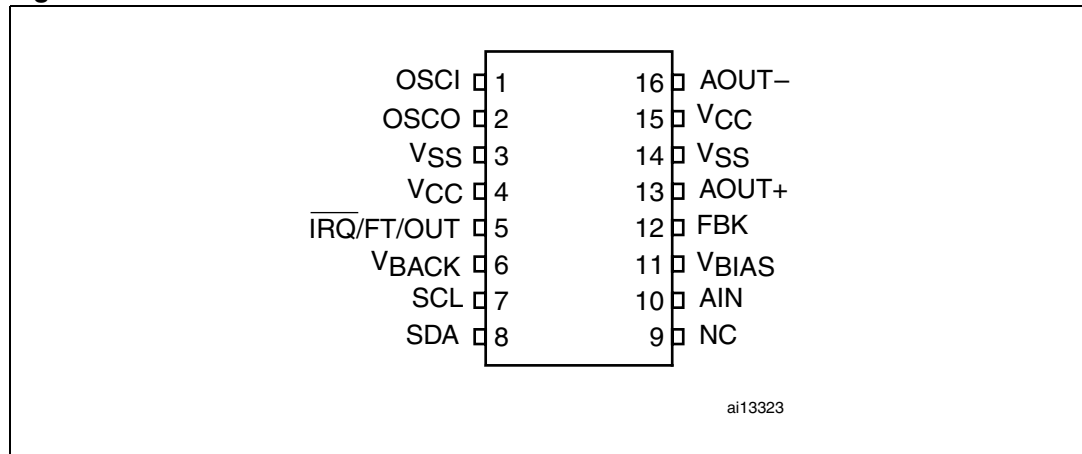 OSCI 1 16 AOUT–
OSCO 2 15 VCC
VSS 3 14 VSS
VCC 4 13 AOUT+
IRQ/FT/OUT 5 12 FBK
VBACK 6 11 VBIAS
SCL 7 10 AIN
SDA 8 9 NC
ai13323